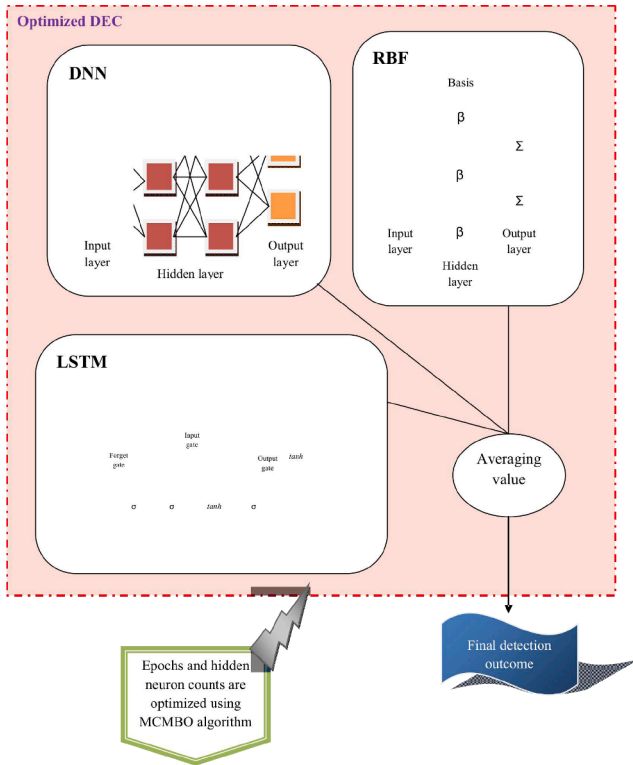 Optimized DEC
DNN
Input
layer
Hidden layer
Output
layer
RBF
Basis
β
Σ
β
Σ
β
Input
layer
Output
layer
Hidden
layer
LSTM
Input
gate
Forget
gate
Output
gate
tanh
σ
σ
tanh
σ
Averaging
value
Final detection
outcome
Epochs and hidden
neuron counts are
optimized using
MCMBO algorithm